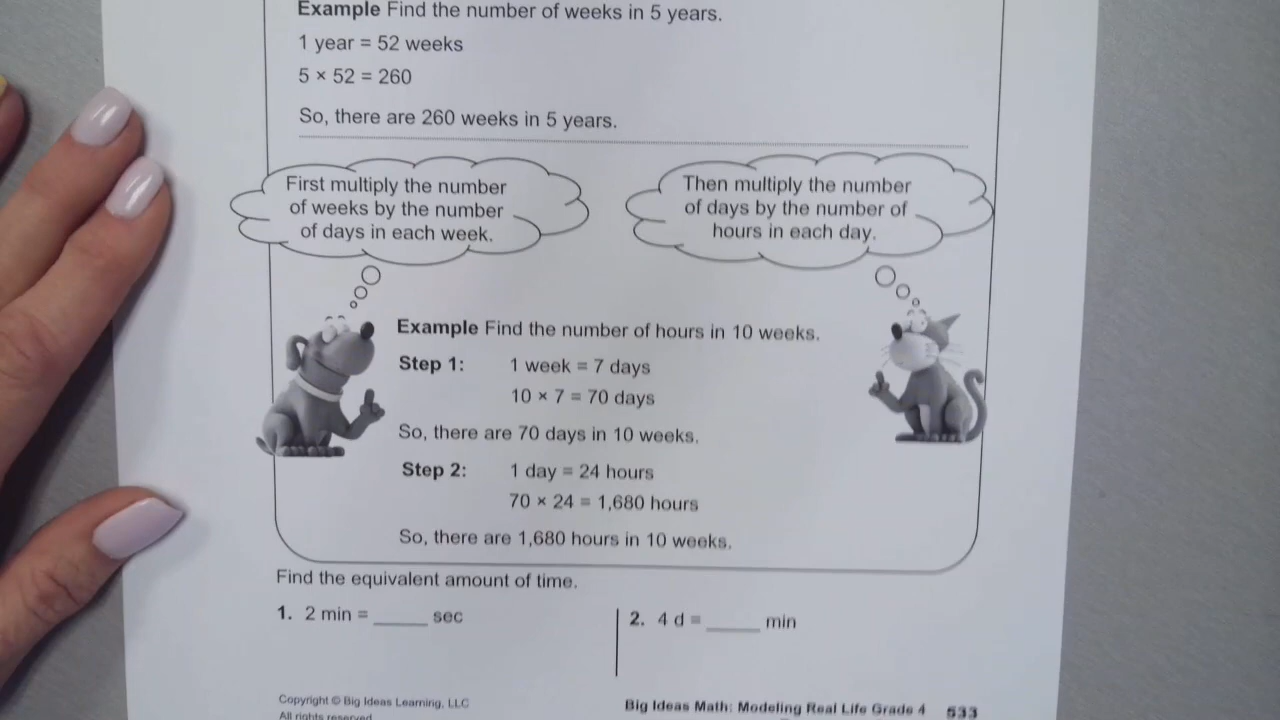 Example Find the number of weeks in 5 years.
1 year = 52 weeks
5 × 52 = 260
So, there are 260 weeks in 5 years.
First multiply the number
of weeks by the number
of days in each week.
Then multiply the number
of days by the number of
hours in each day.
Example Find the number of hours in 10 weeks.
Step 1: 1 week = 7 days
10 × 7 = 70 days
So, there are 70 days in 10 weeks.
Step 2: 1 day = 24 hours
70 × 24 = 1,680 hours
So, there are 1,680 hours in 10 weeks.
Find the equivalent amount of time.
1. 2 min = _____ sec
2. 4 d = _____ min
Copyright © Big Ideas Learning, LLC
All rights reserved.
Big Ideas Math: Modeling Real Life Grade 4 533